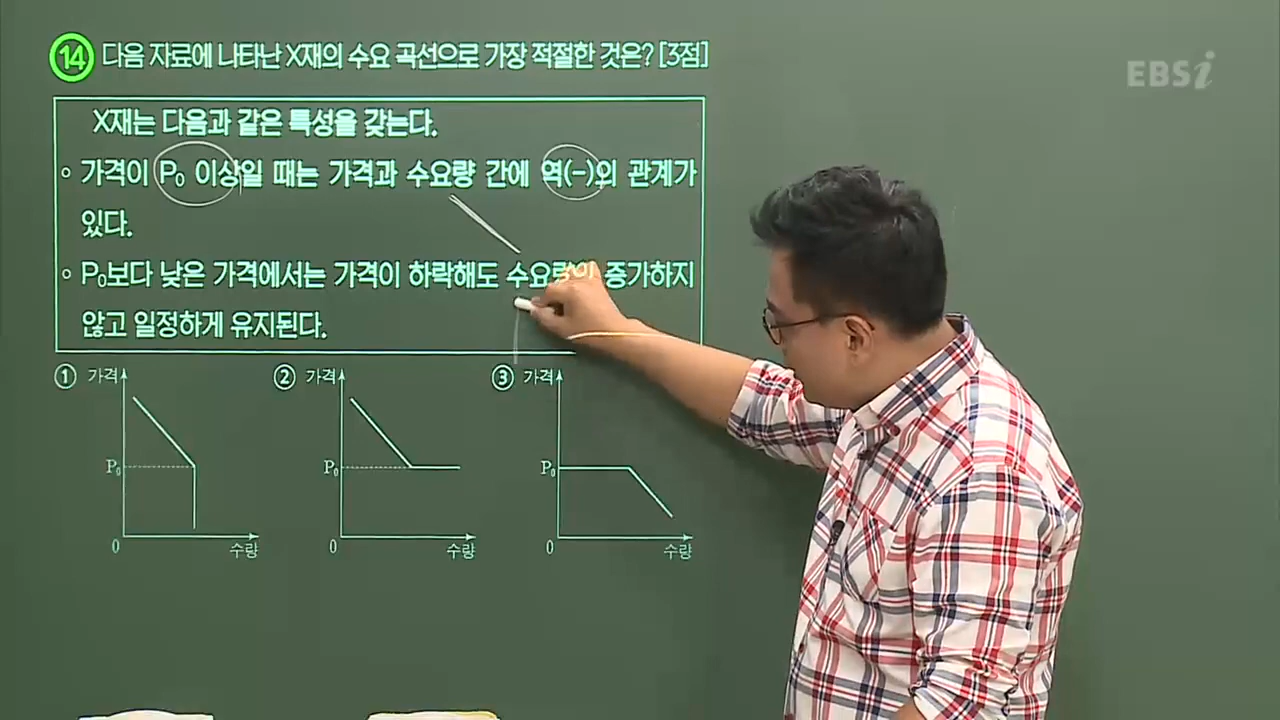 14 다음 자료에 나타난 X재의 수요 곡선으로 가장 적절한 것은? [3점]
EBSi
X재는 다음과 같은 특성을 갖는다.
◦ 가격이 P₀ 이상일 때는 가격과 수요량 간에 역(-)의 관계가
있다.
◦ P₀보다 낮은 가격에서는 가격이 하락해도 수요량이 증가하지
않고 일정하게 유지된다.
① 가격 ② 가격 ③ 가격
P₀ P₀ P₀
0 수량 0 수량 0 수량